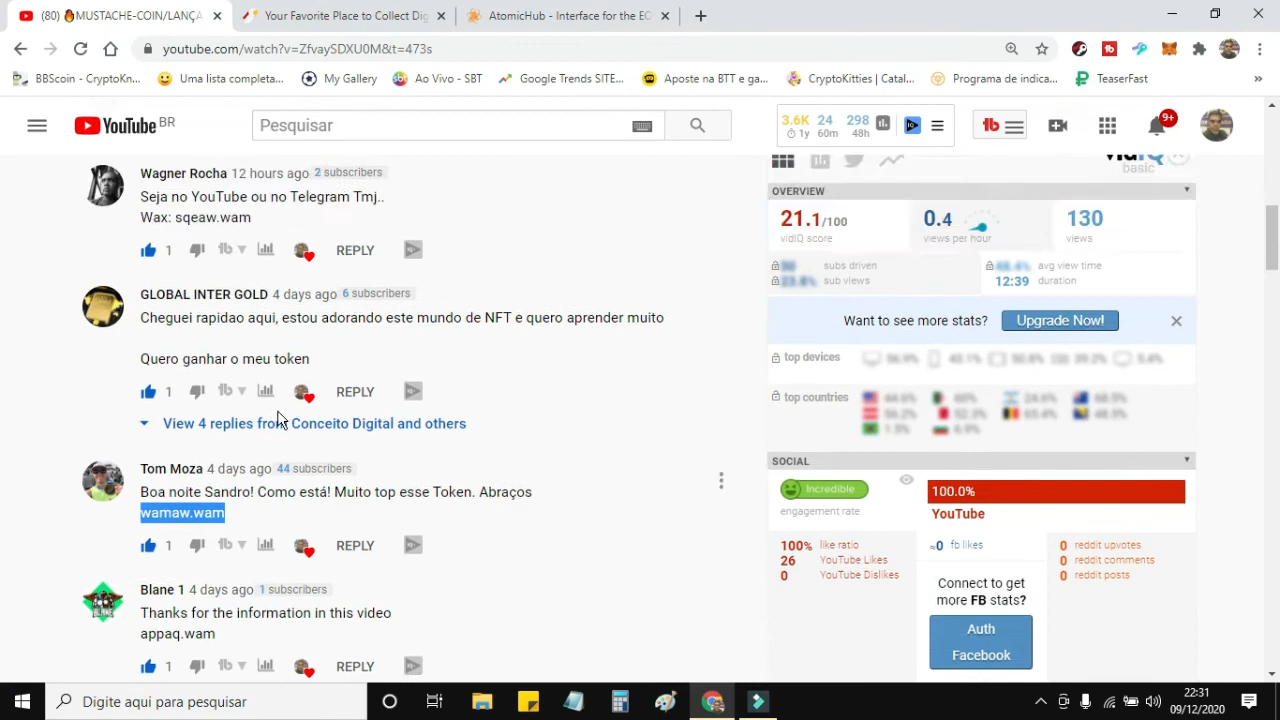 (80) 🔥MUSTACHE-COIN/LANÇA
Your Favorite Place to Collect Dig
AtomicHub - Interface for the EC
youtube.com/watch?v=ZfvaySDXU0M&t=473s
BBScoin - CryptoKn...
Uma lista completa...
My Gallery
Ao Vivo - SBT
Google Trends SITE...
Aposte na BTT e ga...
CryptoKitties | Catal...
Programa de indica...
TeaserFast
YouTube BR
Pesquisar
3.6K 24 298
1y 60m 48h
9+
Wagner Rocha 12 hours ago 2 subscribers
Seja no YouTube ou no Telegram Tmj..
Wax: sqeaw.wam
1 REPLY
GLOBAL INTER GOLD 4 days ago 6 subscribers
Cheguei rapidao aqui, estou adorando este mundo de NFT e quero aprender muito
Quero ganhar o meu token
1 REPLY
View 4 replies from Conceito Digital and others
Tom Moza 4 days ago 44 subscribers
Boa noite Sandro! Como está! Muito top esse Token. Abraços
wamaw.wam
1 REPLY
Blane 1 4 days ago 1 subscribers
Thanks for the information in this video
appaq.wam
1 REPLY
vidIQ
basic
OVERVIEW
21.1/100
vidIQ score
0.4
views per hour
130
views
subs driven
sub views
avg view time
12:39 duration
Want to see more stats? Upgrade Now!
top devices
top countries
SOCIAL
Incredible
engagement rate
100.0%
YouTube
100% like ratio
26 YouTube Likes
0 YouTube Dislikes
≈0 fb likes
Connect to get
more FB stats?
Auth
Facebook
0 reddit upvotes
0 reddit comments
0 reddit posts
Digite aqui para pesquisar
22:31
09/12/2020